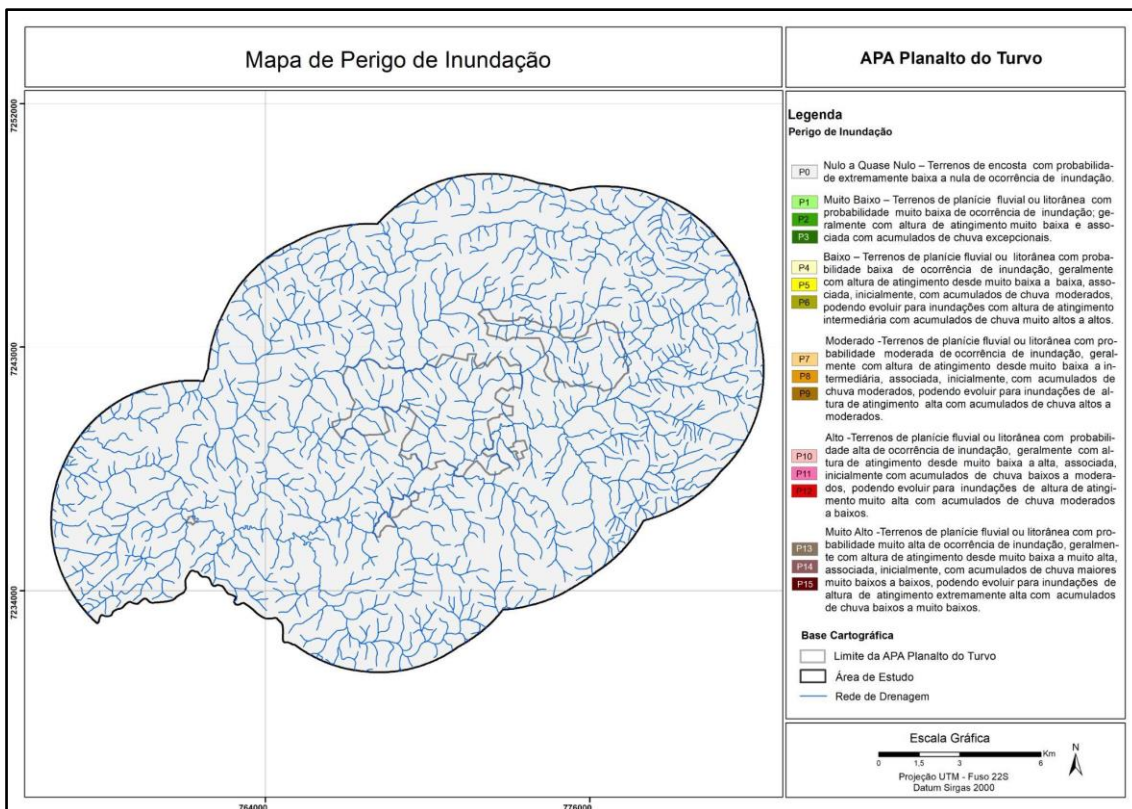 Mapa de Perigo de Inundação
APA Planalto do Turvo
7252000
7243000
7234000
764000
776000
Legenda
Perigo de Inundação
P0
Nulo a Quase Nulo – Terrenos de encosta com probabilida-
de extremamente baixa a nula de ocorrência de inundação.
P1
P2
P3
Muito Baixo – Terrenos de planície fluvial ou litorânea com
probabilidade muito baixa de ocorrência de inundação; ge-
ralmente com altura de atingimento muito baixa e asso-
ciada com acumulados de chuva excepcionais.
P4
P5
P6
Baixo – Terrenos de planície fluvial ou litorânea com proba-
bilidade baixa de ocorrência de inundação, geralmente
com altura de atingimento desde muito baixa a baixa, asso-
ciada, inicialmente, com acumulados de chuva moderados,
podendo evoluir para inundações com altura de atingimento
intermediária com acumulados de chuva muito altos a altos.
P7
P8
P9
Moderado -Terrenos de planície fluvial ou litorânea com pro-
babilidade moderada de ocorrência de inundação, geral-
mente com altura de atingimento desde muito baixa a in-
termediária, associada, inicialmente, com acumulados de
chuva moderados, podendo evoluir para inundações de al-
tura de atingimento alta com acumulados de chuva altos a
moderados.
P10
P11
P12
Alto -Terrenos de planície fluvial ou litorânea com probabili-
dade alta de ocorrência de inundação, geralmente com al-
tura de atingimento desde muito baixa a alta, associada,
inicialmente com acumulados de chuva baixos a modera-
dos, podendo evoluir para inundações de altura de atingi-
mento muito alta com acumulados de chuva moderados
a baixos.
P13
P14
P15
Muito Alto -Terrenos de planície fluvial ou litorânea com pro-
babilidade muito alta de ocorrência de inundação, geralmen-
te com altura de atingimento desde muito baixa a muito alta,
associada, inicialmente, com acumulados de chuva maiores
muito baixos a baixos, podendo evoluir para inundações de
altura de atingimento extremamente alta com acumulados
de chuva baixos a muito baixos.
Base Cartográfica
Limite da APA Planalto do Turvo
Área de Estudo
Rede de Drenagem
Escala Gráfica
0 1,5 3 6 Km
N
Projeção UTM - Fuso 22S
Datum Sirgas 2000